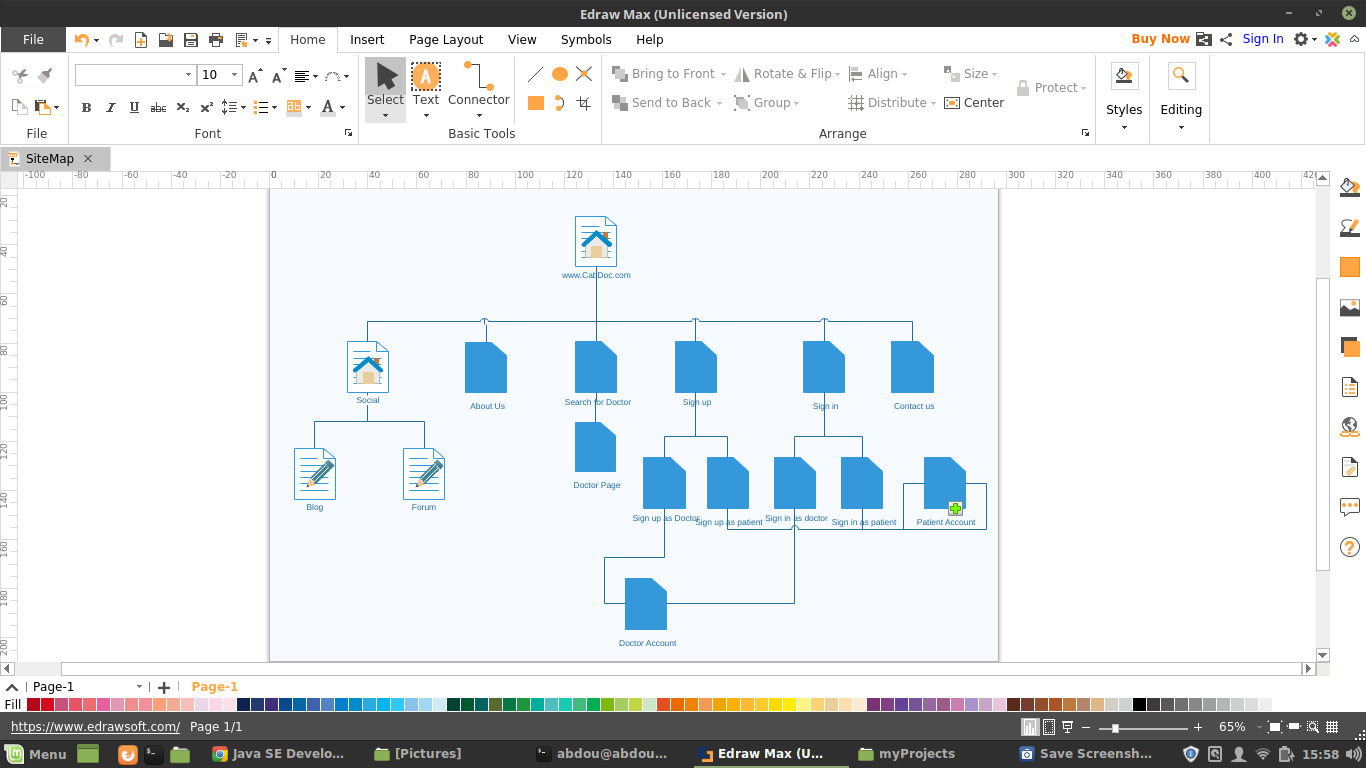 Edraw Max (Unlicensed Version)
File Home Insert Page Layout View Symbols Help Buy Now Sign In
10
Select Text Connector
Bring to Front Rotate & Flip Align Size
Send to Back Group Distribute Center
Protect
Styles Editing
B I U abc X₂ X² A
File Font Basic Tools Arrange
SiteMap
-100 -80 -60 -40 -20 0 20 40 60 80 100 120 140 160 180 200 220 240 260 280 300 320 340 360 380 400 420
20
40
60
80
100
120
140
160
180
200
www.CabDoc.com
Social About Us Search for Doctor Sign up Sign in Contact us
Doctor Page
Blog Forum
Sign up as Doctor Sign up as patient Sign in as doctor Sign in as patient Patient Account
Doctor Account
Page-1 Page-1
Fill
https://www.edrawsoft.com/ Page 1/1 65%
Menu Java SE Develo... [Pictures] abdou@abdou... Edraw Max (U... myProjects Save Screensh... 15:58